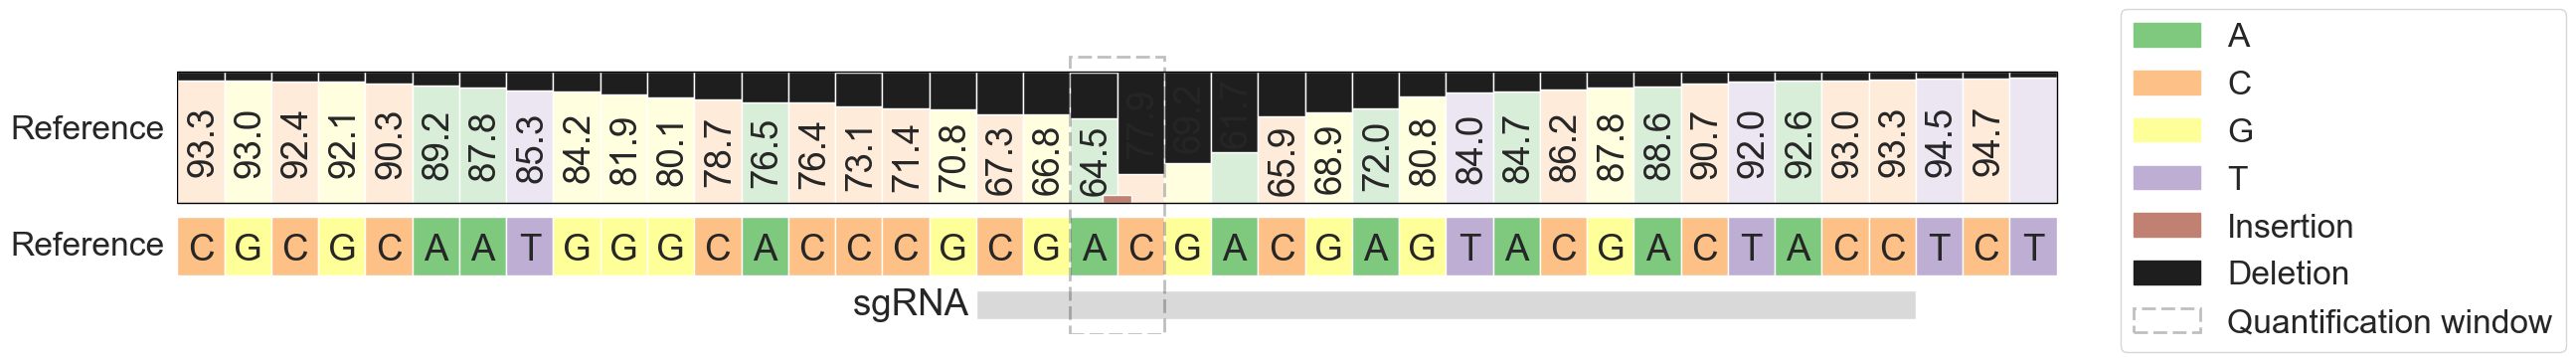 Reference 93.3 93.0 92.4 92.1 90.3 89.2 87.8 85.3 84.2 81.9 80.1 78.7 76.5 76.4 73.1 71.4 70.8 67.3 66.8 64.5 77.9 69.2 61.7 65.9 68.9 72.0 80.8 84.0 84.7 86.2 87.8 88.6 90.7 92.0 92.6 93.0 93.3 94.5 94.7
Reference C G C G C A A T G G G C A C C C G C G A C G A C G A G T A C G A C T A C C T C T
sgRNA
A
C
G
T
Insertion
Deletion
Quantification window